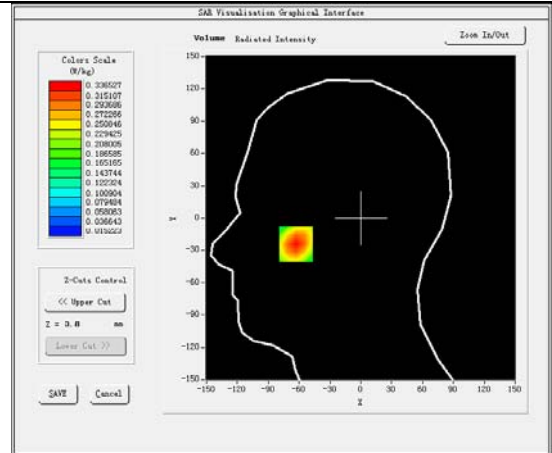 SAR Visualisation Graphical Interface
Volume Radiated Intensity
Zoom In/Out
Colors Scale
(W/kg)
0.336527
0.315107
0.293686
0.272266
0.250846
0.229425
0.208005
0.186585
0.165165
0.143744
0.122324
0.100904
0.079484
0.058063
0.036643
0.015223
Z-Cuts Control
<< Upper Cut
Z = 3.8 mm
Lower Cut >>
SAVE
Cancel
150
120
90
60
30
0
-30
-60
-90
-120
-150
Y
-150 -120 -90 -60 -30 0 30 60 90 120 150
X